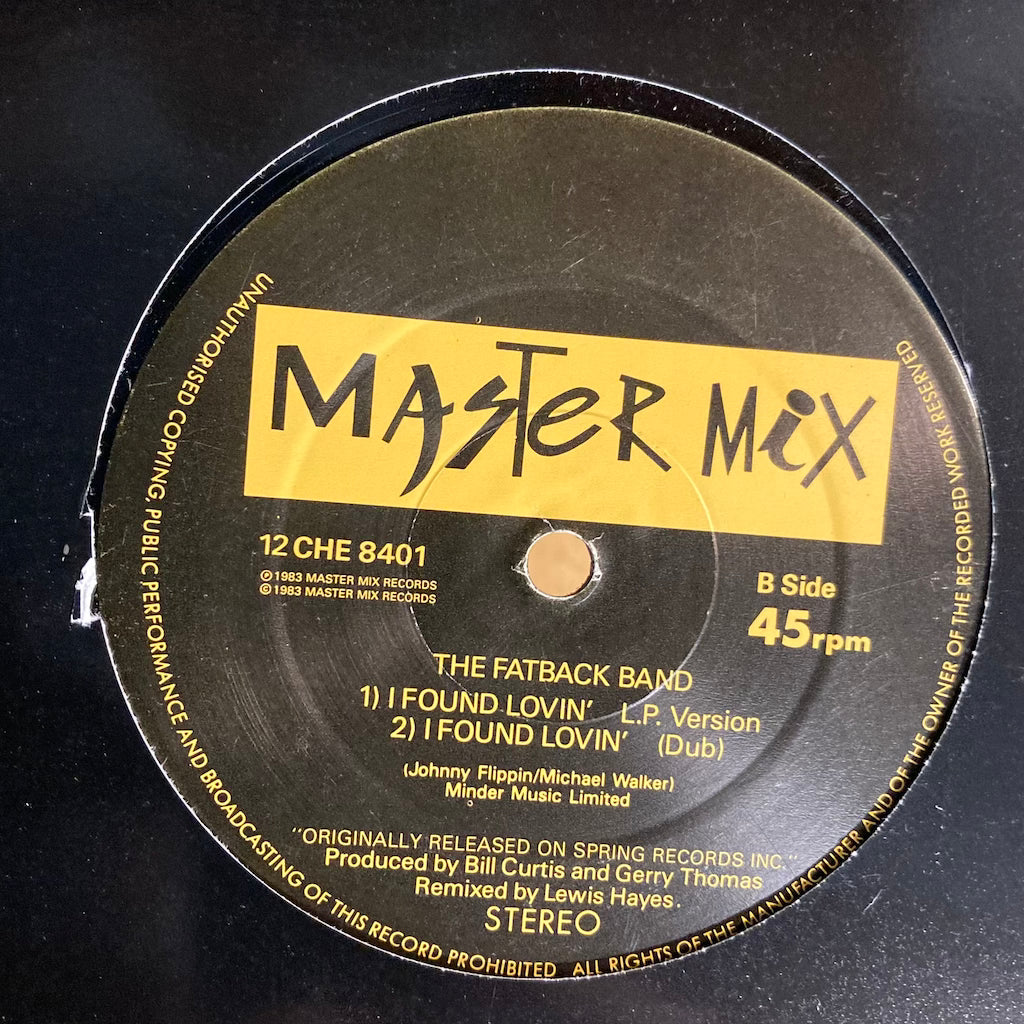 MASTER MiX
12 CHE 8401
℗ 1983 MASTER MIX RECORDS
© 1983 MASTER MIX RECORDS
B Side
45rpm
THE FATBACK BAND
1) I FOUND LOVIN' L.P. Version
2) I FOUND LOVIN' (Dub)
(Johnny Flippin/Michael Walker)
Minder Music Limited
"ORIGINALLY RELEASED ON SPRING RECORDS INC."
Produced by Bill Curtis and Gerry Thomas
Remixed by Lewis Hayes.
STEREO
UNAUTHORISED COPYING, PUBLIC PERFORMANCE AND BROADCASTING OF THIS RECORD PROHIBITED ALL RIGHTS OF THE MANUFACTURER AND OF THE OWNER OF THE RECORDED WORK RESERVED